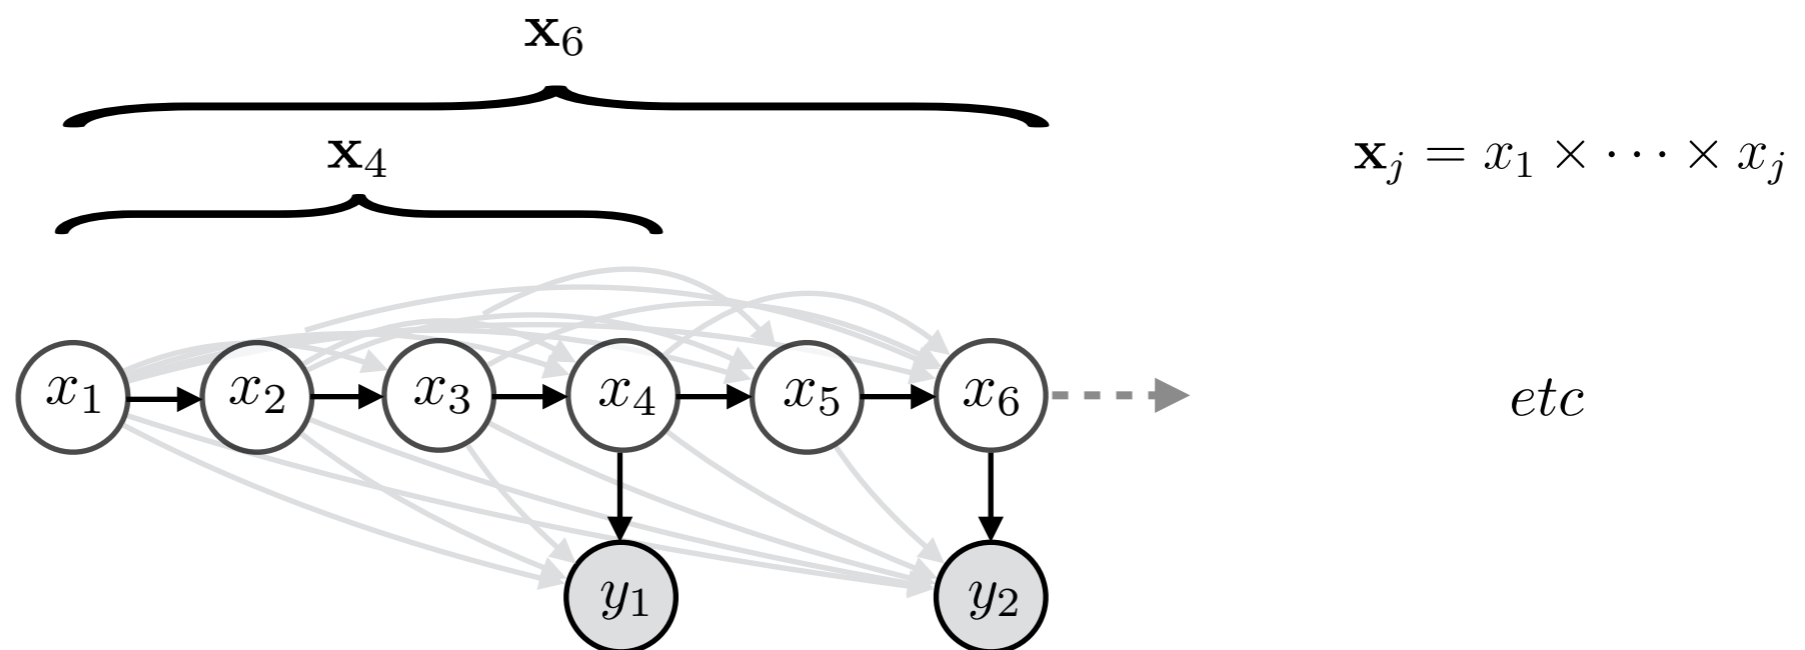 𝐱₆
𝐱₄
𝐱ⱼ = x₁ × ⋯ × xⱼ
x₁ x₂ x₃ x₄ x₅ x₆ etc
y₁ y₂